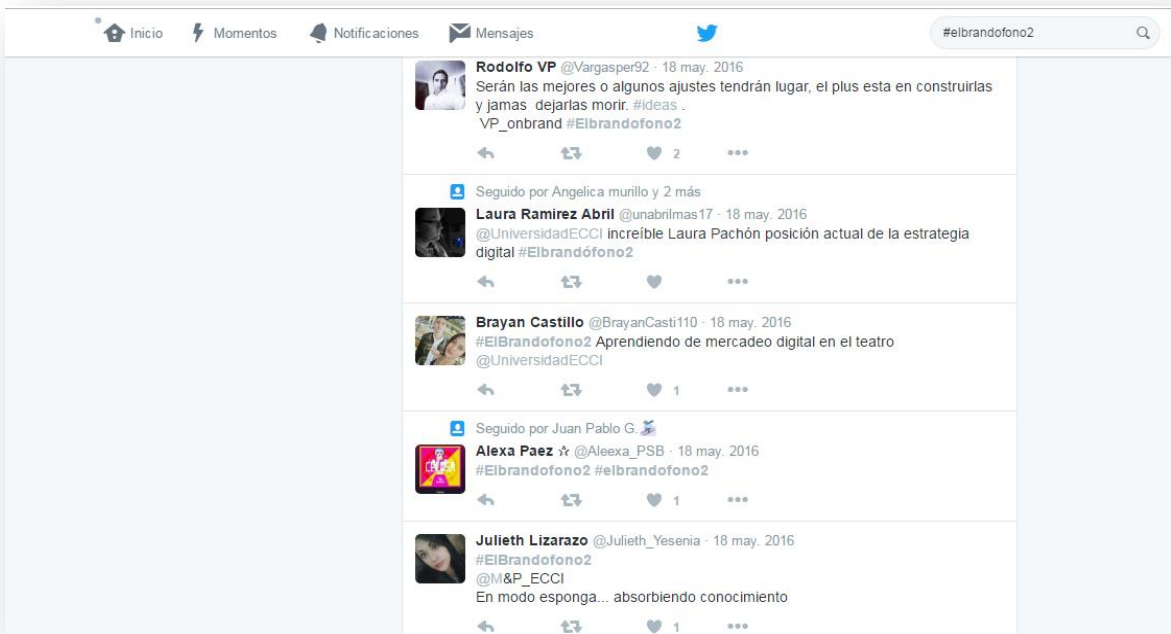 Inicio Momentos Notificaciones Mensajes #elbrandofono2
Rodolfo VP @Vargasper92 · 18 may. 2016
Serán las mejores o algunos ajustes tendrán lugar, el plus esta en construirlas
y jamas dejarlas morir. #ideas .
VP_onbrand #Elbrandofono2
2
Seguido por Angelica murillo y 2 más
Laura Ramirez Abril @unabrilmas17 · 18 may. 2016
@UniversidadECCI increíble Laura Pachón posición actual de la estrategia
digital #Elbrandófono2
Brayan Castillo @BrayanCasti110 · 18 may. 2016
#ElBrandofono2 Aprendiendo de mercadeo digital en el teatro
@UniversidadECCI
1
Seguido por Juan Pablo G.
Alexa Paez ☆ @Aleexa_PSB · 18 may. 2016
#Elbrandofono2 #elbrandofono2
1
Julieth Lizarazo @Julieth_Yesenia · 18 may. 2016
#ElBrandofono2
@M&P_ECCI
En modo esponga... absorbiendo conocimiento
1